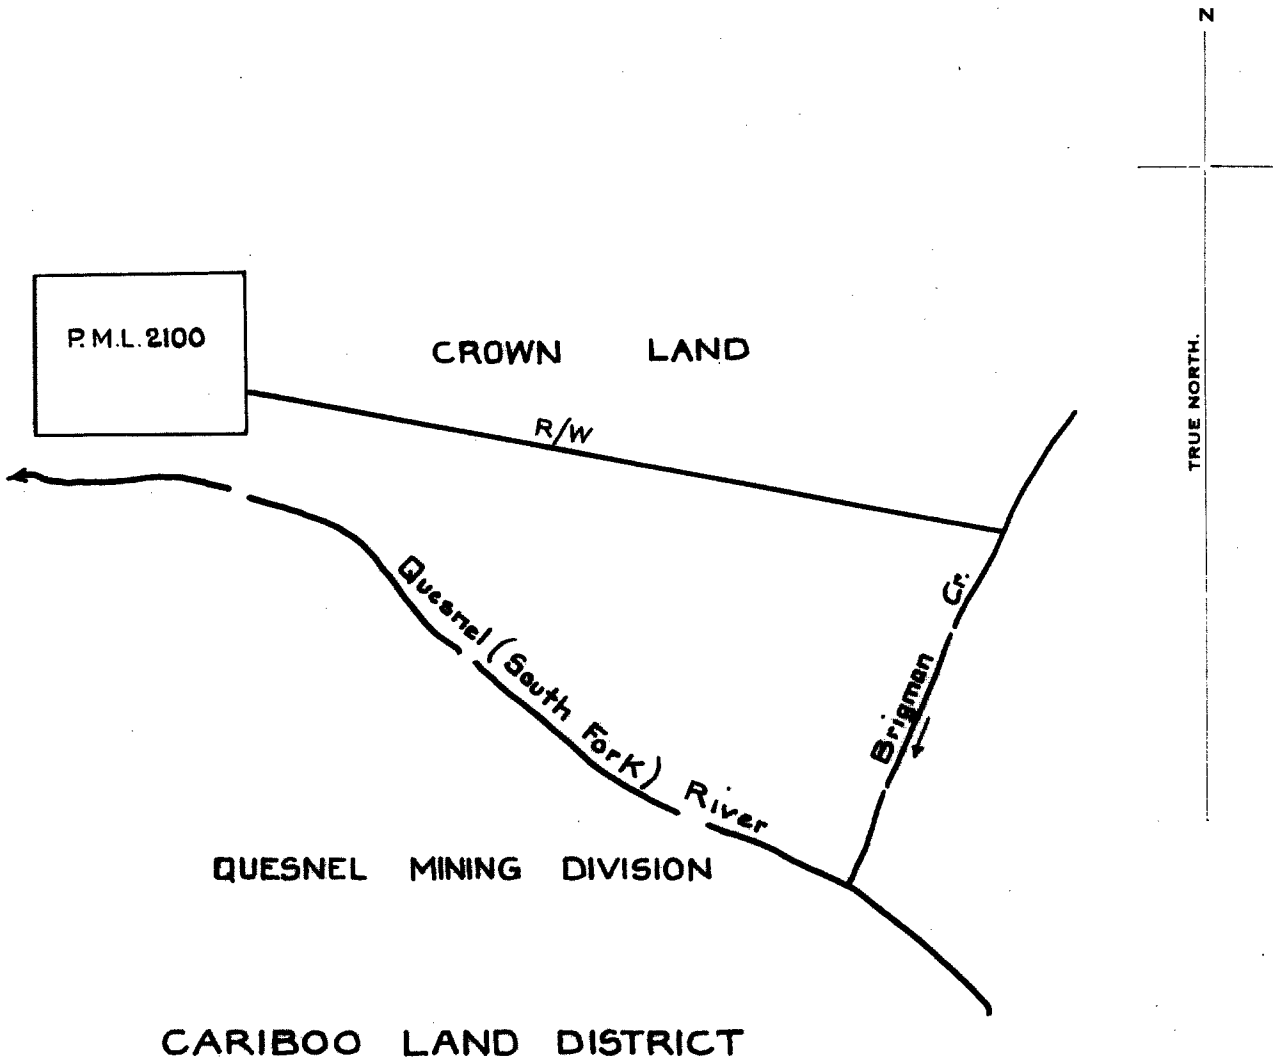 N
TRUE NORTH.
P.M.L. 2100
CROWN LAND
R/W
Cr.
Brigman
Quesnel (South Fork) River
QUESNEL MINING DIVISION
CARIBOO LAND DISTRICT